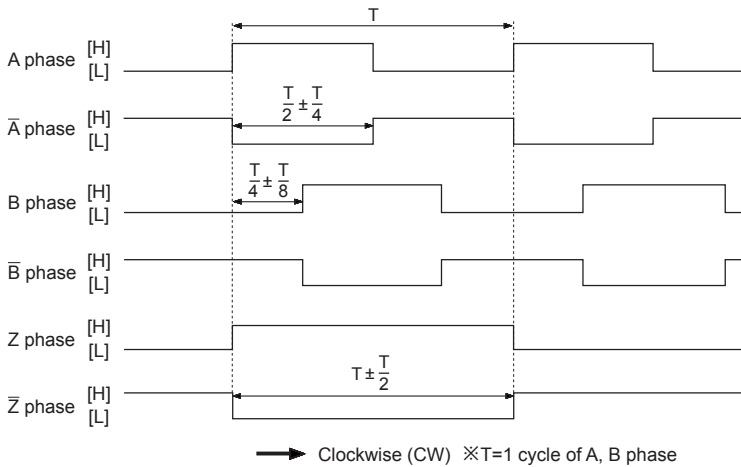 T
A phase [H]
[L]
T/2 ± T/4
A̅ phase [H]
[L]
T/4 ± T/8
B phase [H]
[L]
B̅ phase [H]
[L]
Z phase [H]
[L]
T± T/2
Z̅ phase [H]
[L]
Clockwise (CW) ※T=1 cycle of A, B phase